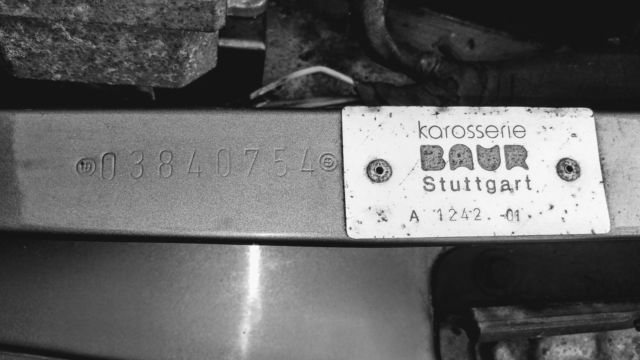 03840754
karosserie
BAUR
Stuttgart
A 1242 -01